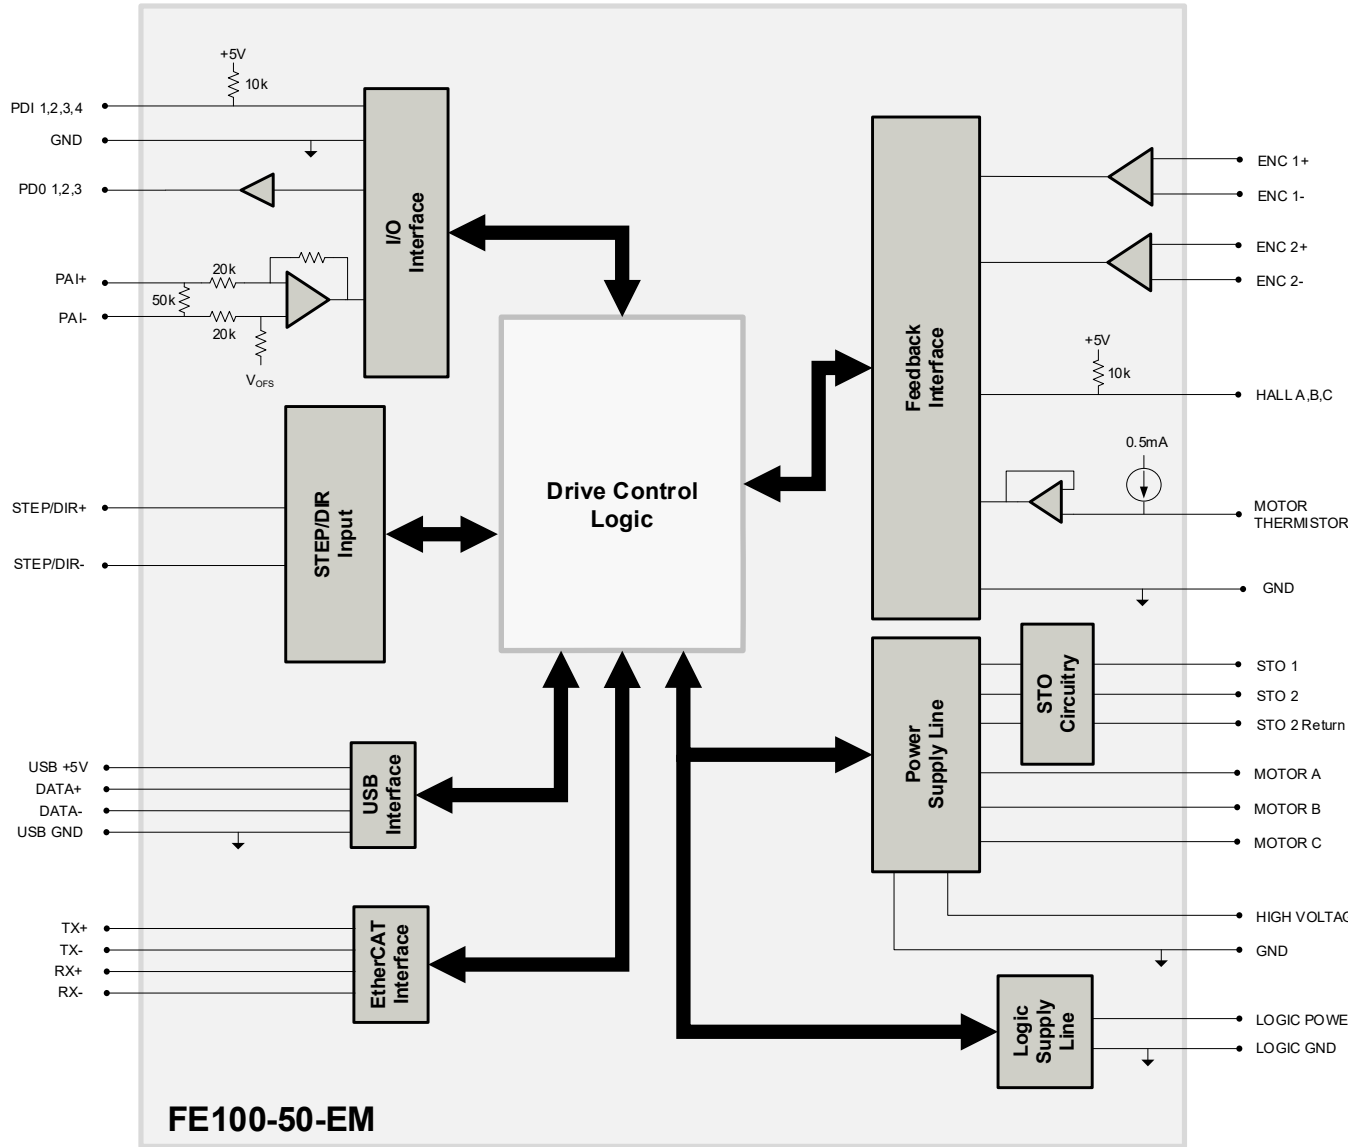 +5V
10k
PDI 1,2,3,4
GND
PD0 1,2,3
PAI+
20k
50k
PAI-
20k
VOFS
I/O
Interface
STEP/DIR+
STEP/DIR-
STEP/DIR
Input
Drive Control
Logic
Feedback
Interface
ENC 1+
ENC 1-
ENC 2+
ENC 2-
+5V
10k
HALL A,B,C
0.5mA
MOTOR
THERMISTOR
GND
Power
Supply Line
STO
Circuitry
STO 1
STO 2
STO 2 Return
MOTOR A
MOTOR B
MOTOR C
HIGH VOLTAG
GND
USB +5V
DATA+
DATA-
USB GND
USB
Interface
TX+
TX-
RX+
RX-
EtherCAT
Interface
Logic
Supply
Line
LOGIC POWE
LOGIC GND
FE100-50-EM